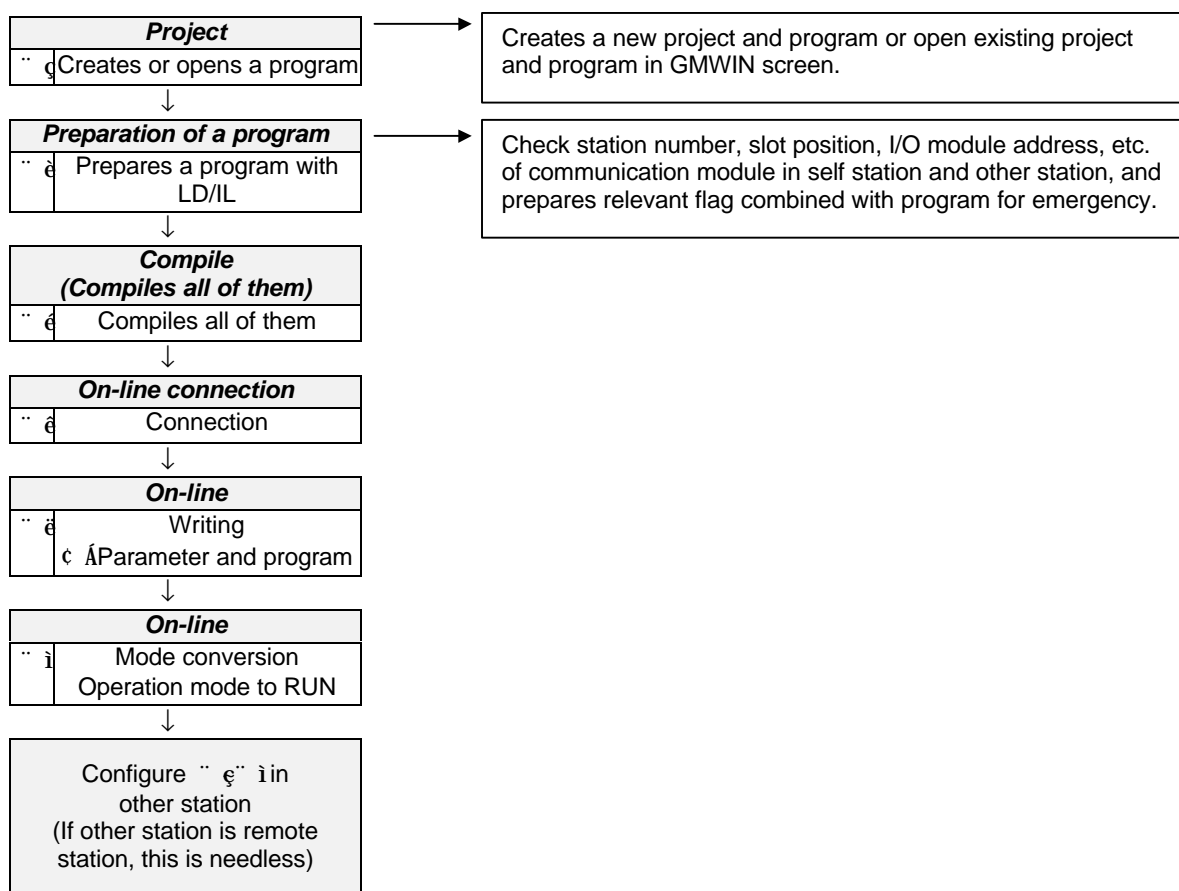 Project
¨ çCreates or opens a program
Creates a new project and program or open existing project
and program in GMWIN screen.
↓
Preparation of a program
¨ è Prepares a program with
LD/IL
Check station number, slot position, I/O module address, etc.
of communication module in self station and other station, and
prepares relevant flag combined with program for emergency.
↓
Compile
(Compiles all of them)
¨ é Compiles all of them
↓
On-line connection
¨ ê Connection
↓
On-line
¨ ë Writing
¢ ÁParameter and program
↓
On-line
¨ ì Mode conversion
Operation mode to RUN
↓
Configure ¨ ç¨ ì in
other station
(If other station is remote
station, this is needless)